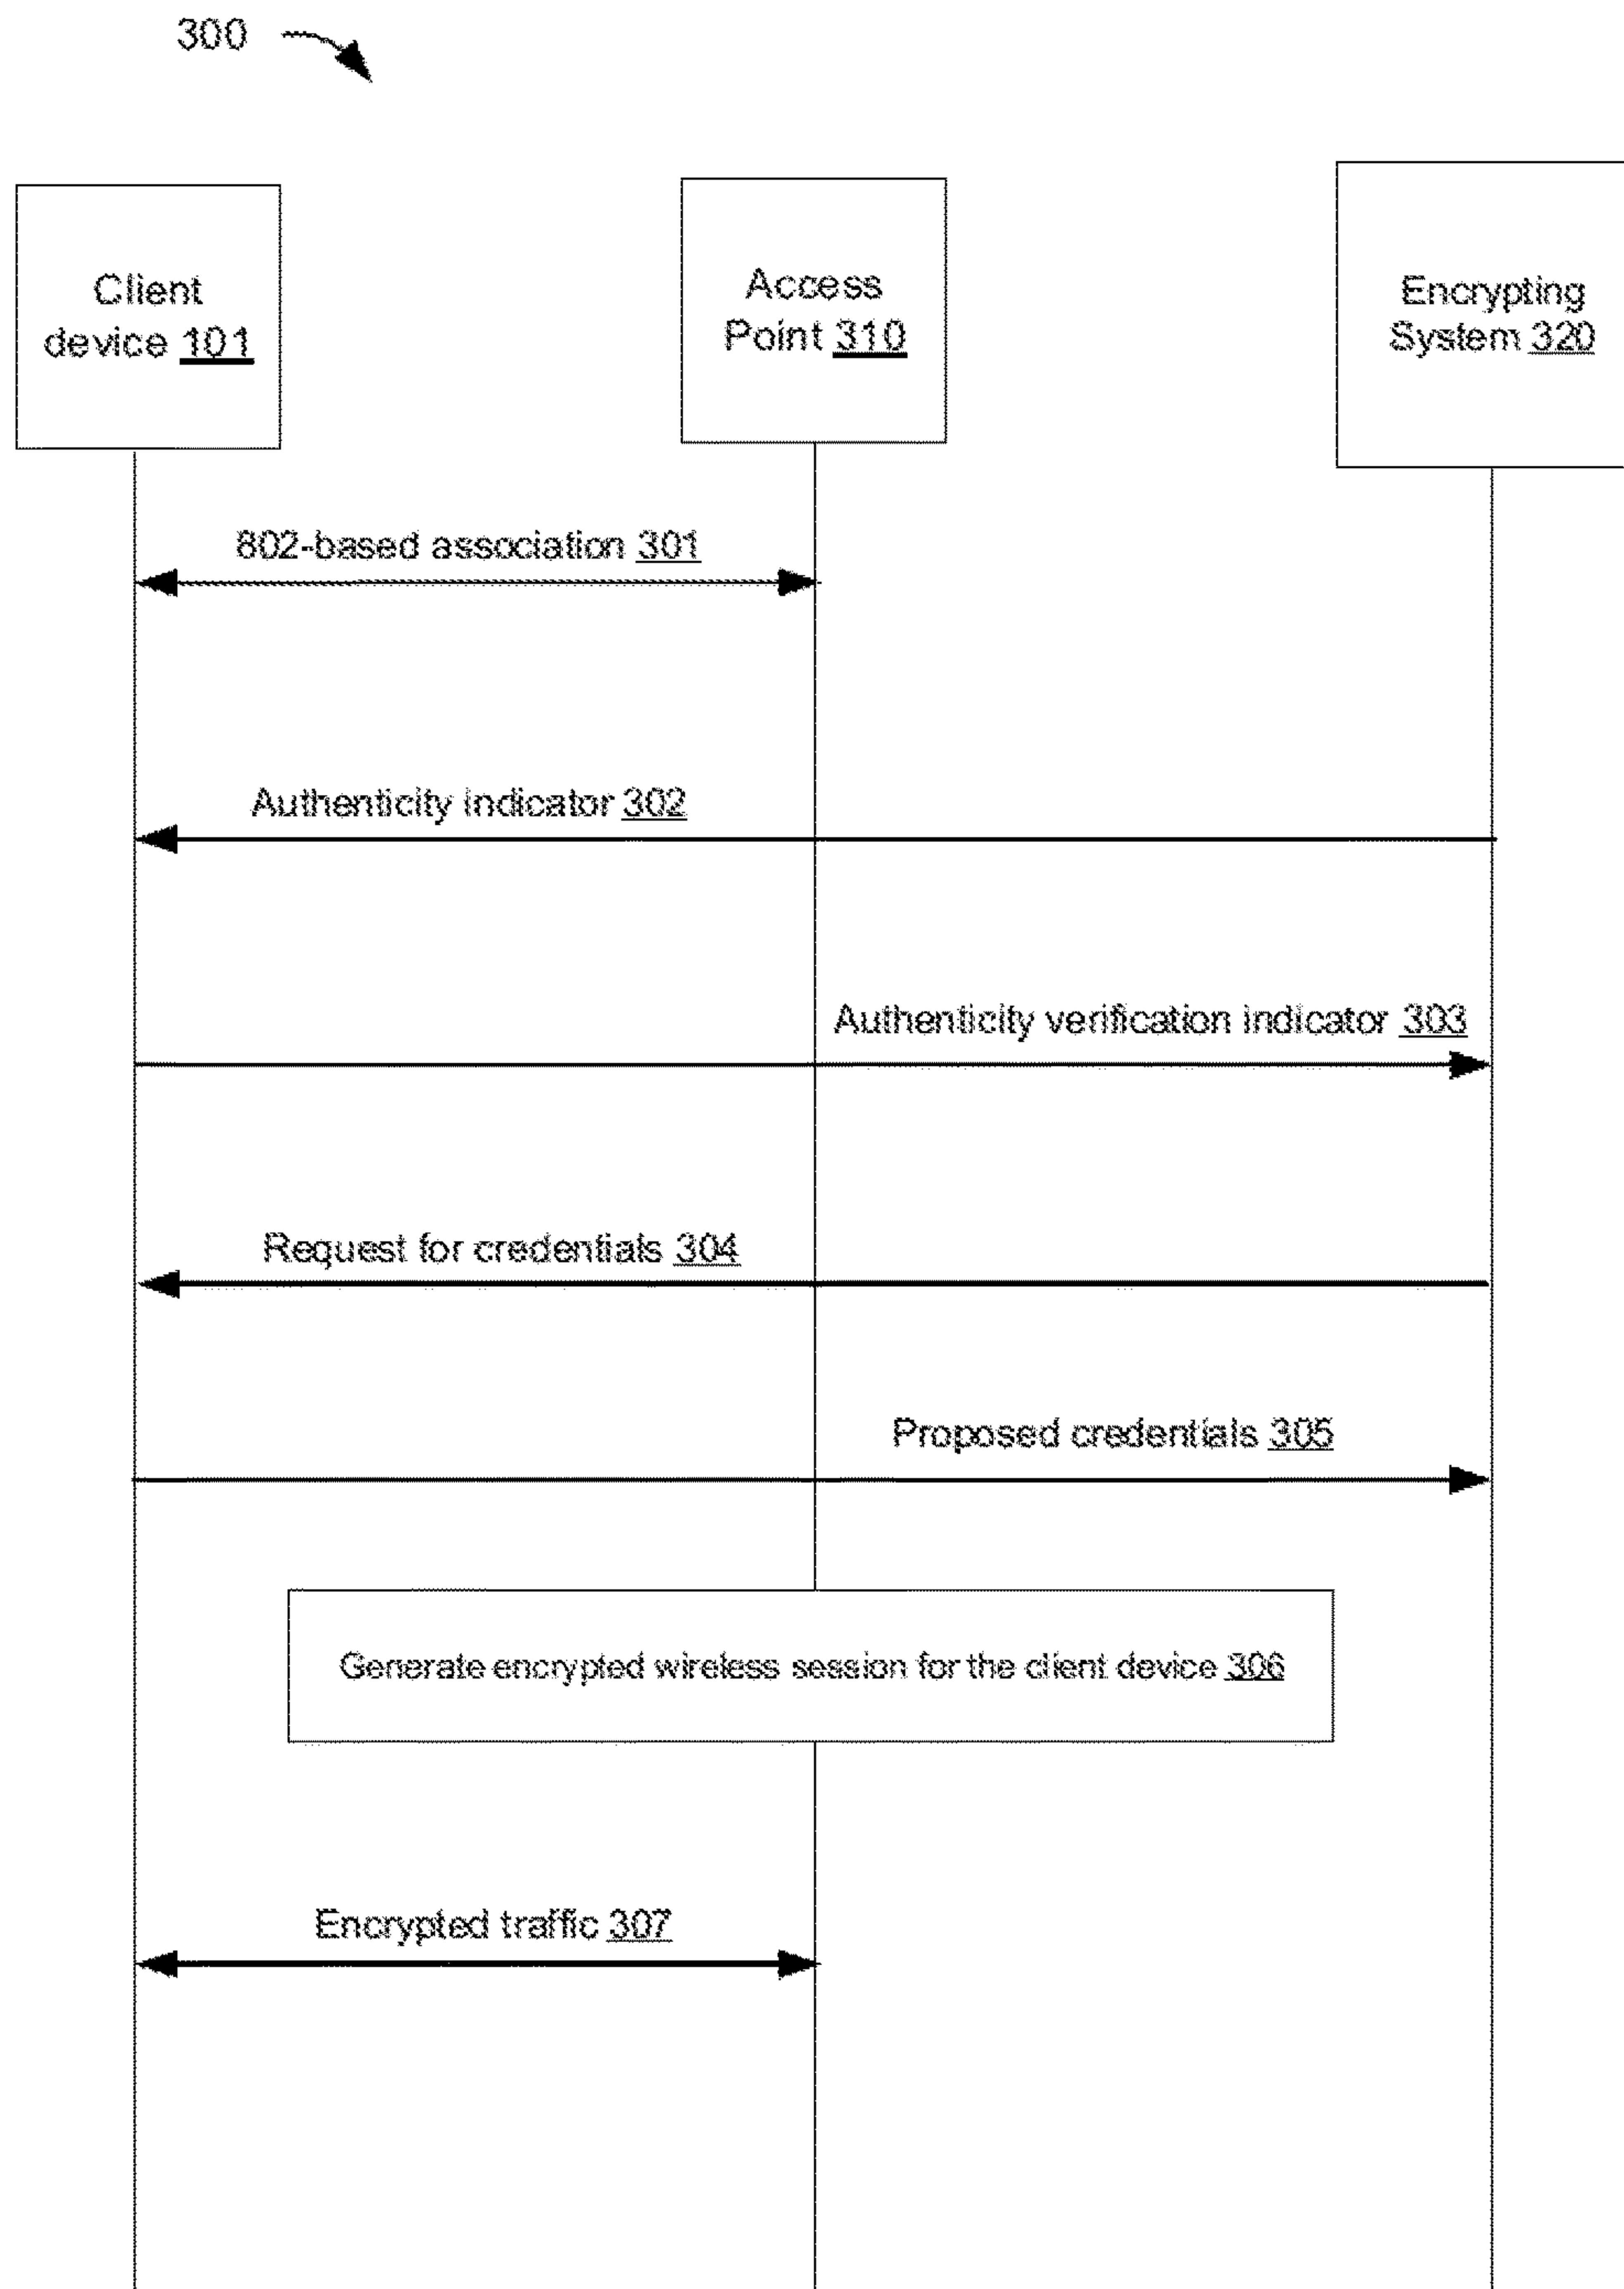 300
Client
device 101
Access
Point 310
Encrypting
System 320
802-based association 301
Authenticity indicator 302
Authenticity verification indicator 303
Request for credentials 304
Proposed credentials 305
Generate encrypted wireless session for the client device 306
Encrypted traffic 307